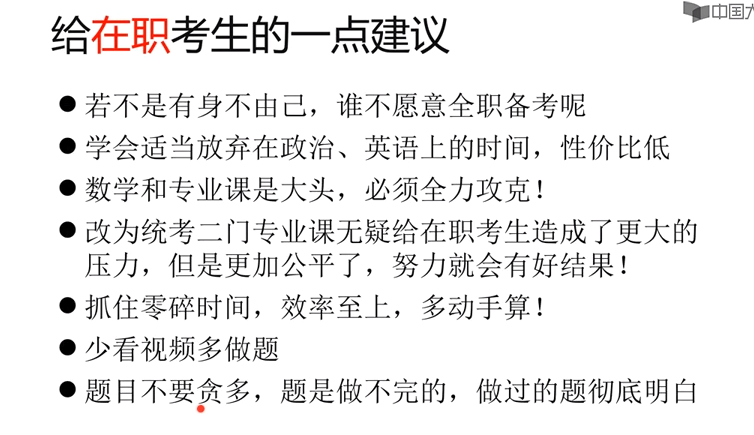 中国大
给在职考生的一点建议
● 若不是有身不由己，谁不愿意全职备考呢
● 学会适当放弃在政治、英语上的时间，性价比低
● 数学和专业课是大头，必须全力攻克！
● 改为统考二门专业课无疑给在职考生造成了更大的
压力，但是更加公平了，努力就会有好结果！
● 抓住零碎时间，效率至上，多动手算！
● 少看视频多做题
● 题目不要贪多，题是做不完的，做过的题彻底明白